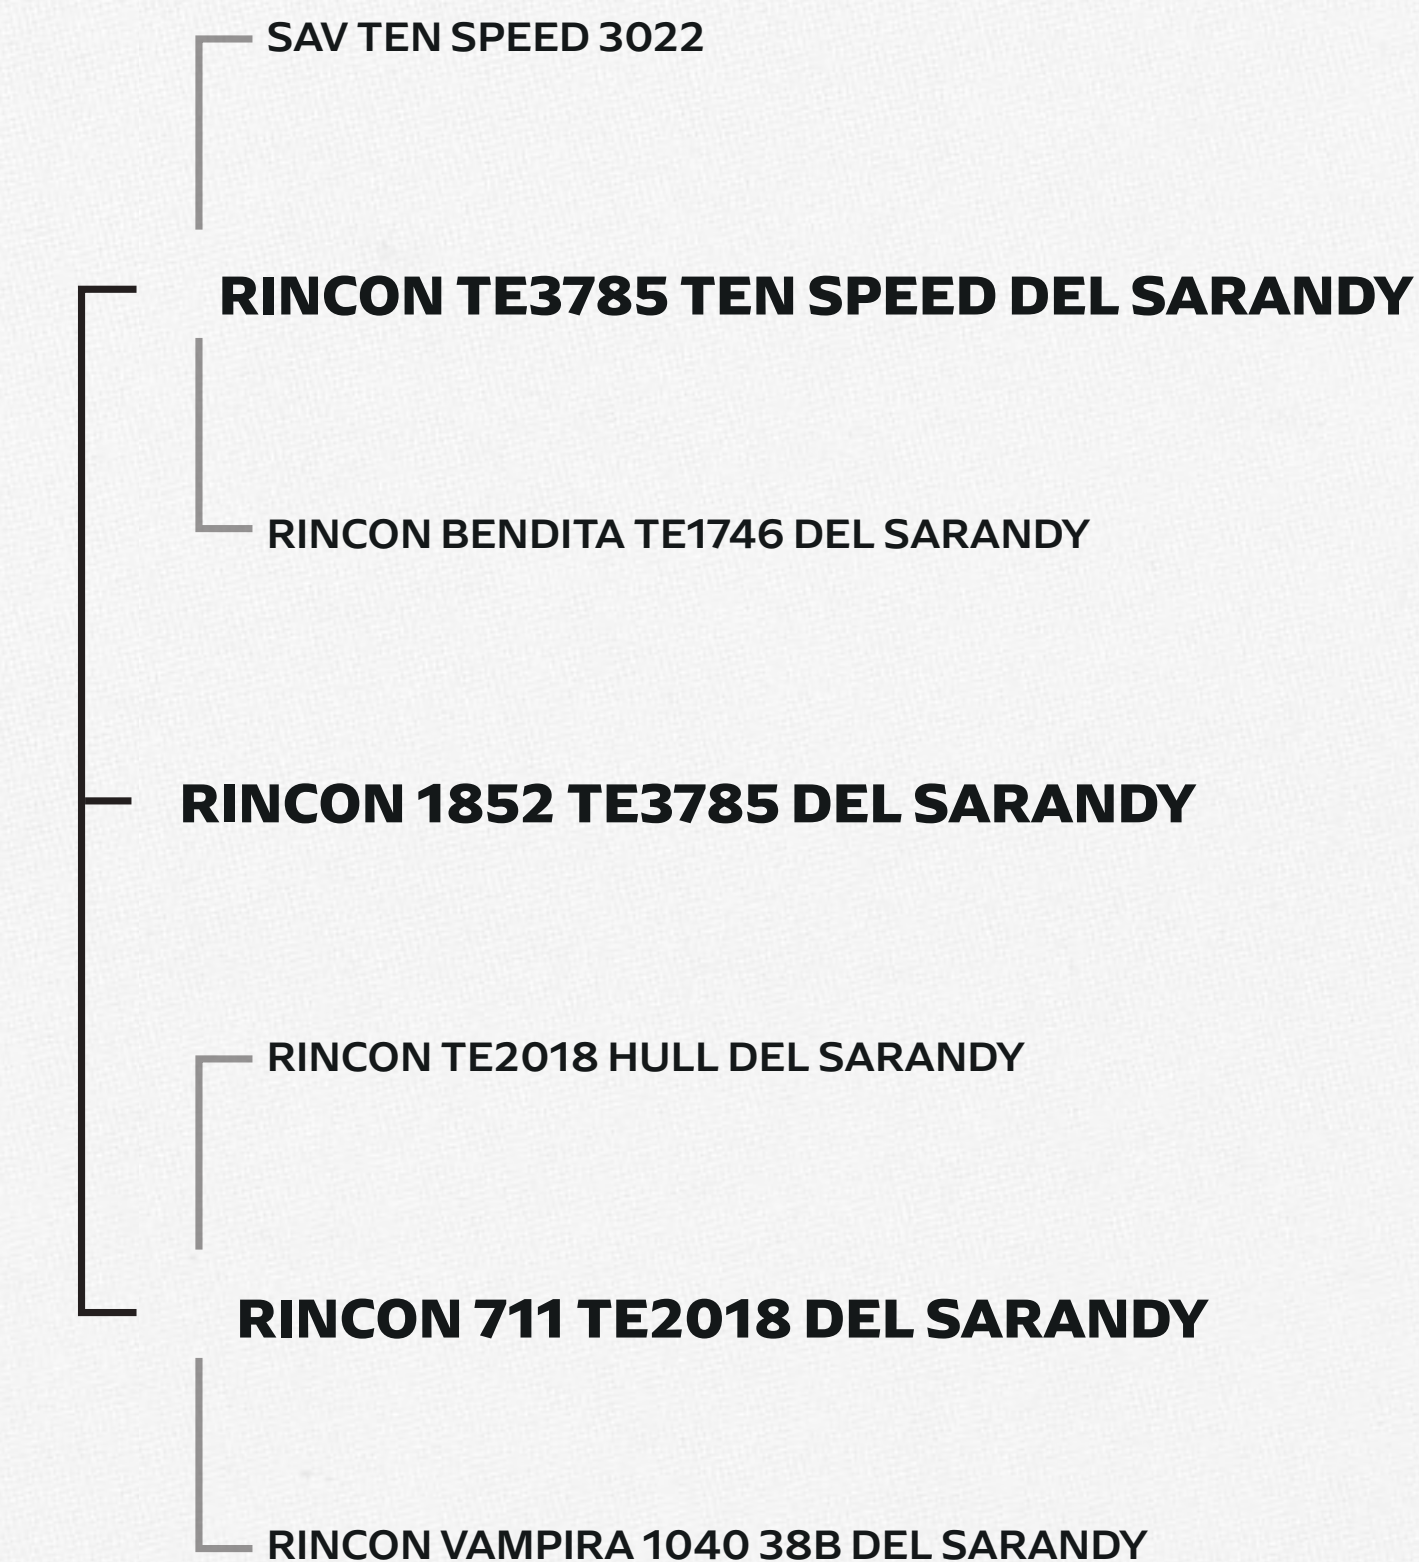 SAV TEN SPEED 3022
RINCON TE3785 TEN SPEED DEL SARANDY
RINCON BENDITA TE1746 DEL SARANDY
RINCON 1852 TE3785 DEL SARANDY
RINCON TE2018 HULL DEL SARANDY
RINCON 711 TE2018 DEL SARANDY
RINCON VAMPIRA 1040 38B DEL SARANDY